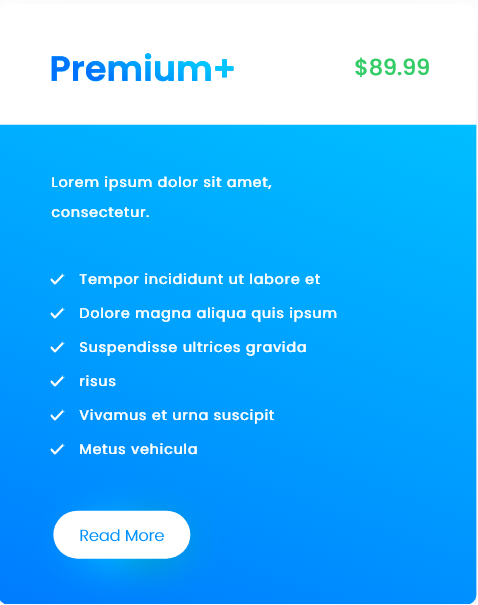 Premium+
$89.99
Lorem ipsum dolor sit amet,
consectetur.
Tempor incididunt ut labore et
Dolore magna aliqua quis ipsum
Suspendisse ultrices gravida
risus
Vivamus et urna suscipit
Metus vehicula
Read More